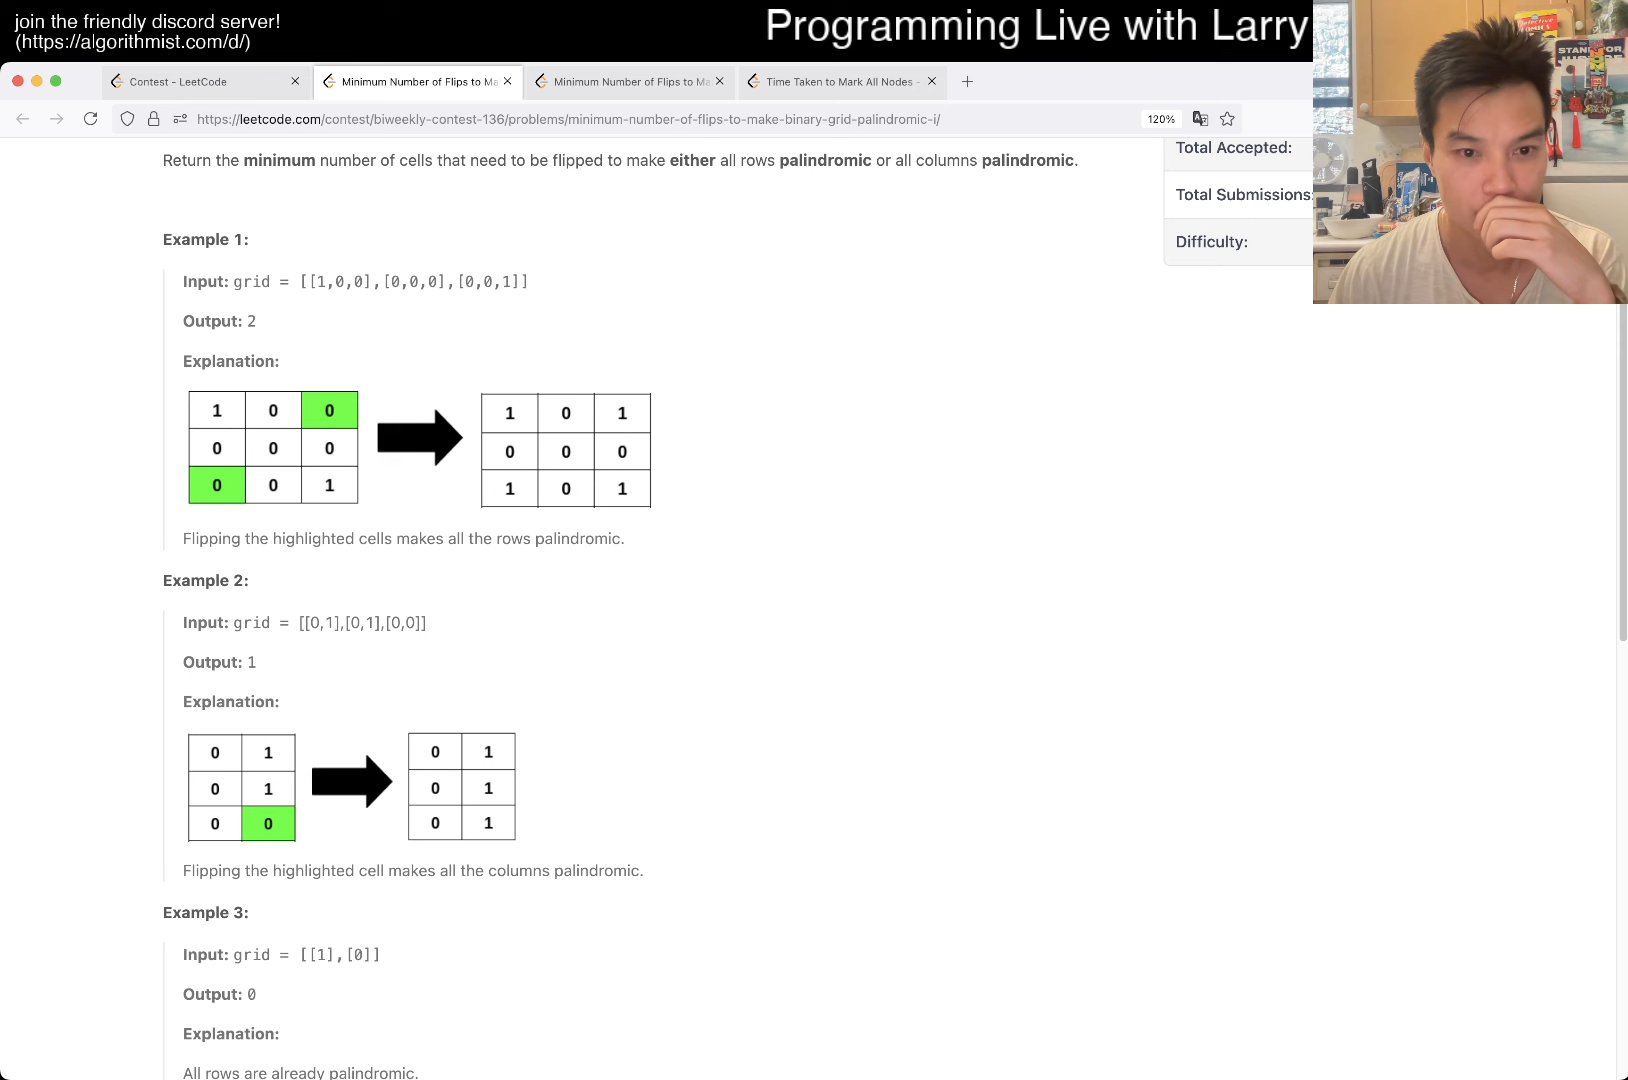 join the friendly discord server!
(https://algorithmist.com/d/)
Programming Live with Larry
Contest - LeetCode
Minimum Number of Flips to Ma
Minimum Number of Flips to Ma
Time Taken to Mark All Nodes -
https://leetcode.com/contest/biweekly-contest-136/problems/minimum-number-of-flips-to-make-binary-grid-palindromic-i/
120%
Return the minimum number of cells that need to be flipped to make either all rows palindromic or all columns palindromic.
Total Accepted:
Total Submissions:
Difficulty:
Example 1:
Input: grid = [[1,0,0],[0,0,0],[0,0,1]]
Output: 2
Explanation:
1 0 0
0 0 0
0 0 1
1 0 1
0 0 0
1 0 1
Flipping the highlighted cells makes all the rows palindromic.
Example 2:
Input: grid = [[0,1],[0,1],[0,0]]
Output: 1
Explanation:
0 1
0 1
0 0
0 1
0 1
0 1
Flipping the highlighted cell makes all the columns palindromic.
Example 3:
Input: grid = [[1],[0]]
Output: 0
Explanation:
All rows are already palindromic.